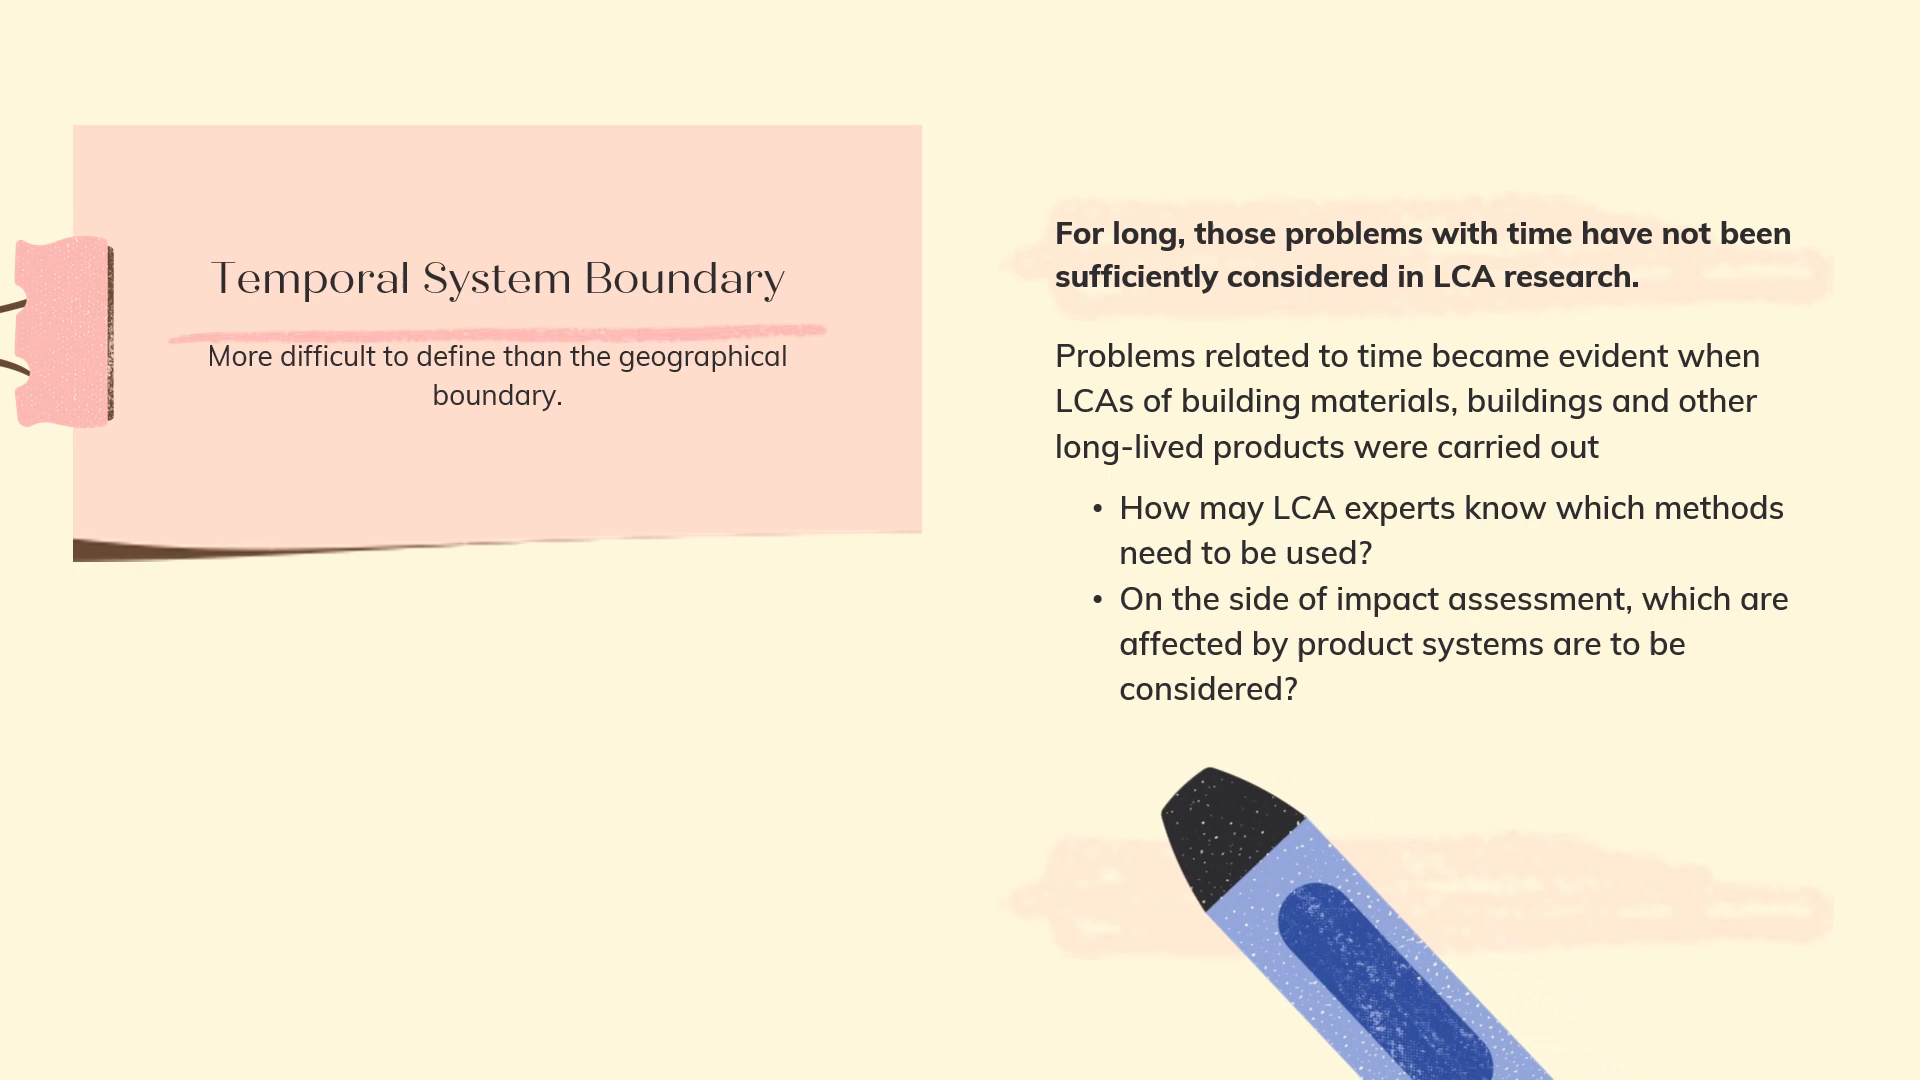 Temporal System Boundary
More difficult to define than the geographical
boundary.
For long, those problems with time have not been
sufficiently considered in LCA research.
Problems related to time became evident when
LCAs of building materials, buildings and other
long-lived products were carried out
• How may LCA experts know which methods
need to be used?
• On the side of impact assessment, which are
affected by product systems are to be
considered?